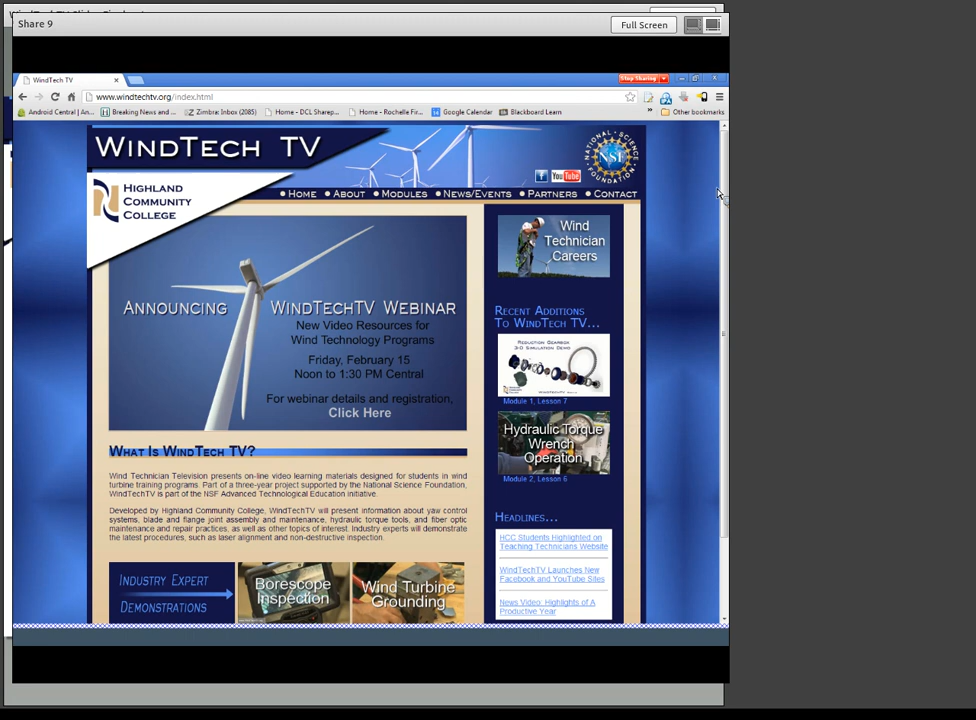 Share 9
Full Screen
WindTech TV
Stop Sharing
www.windtechtv.org/index.html
Android Central | An...
Breaking News and ...
Zimbra: Inbox (2085)
Home - DCL Sharep...
Home - Rochelle Fir...
Google Calendar
Blackboard Learn
Other bookmarks
WINDTECH TV
NATIONAL SCIENCE FOUNDATION
NSF
YouTube
HIGHLAND
COMMUNITY
COLLEGE
HOME
ABOUT
MODULES
NEWS/EVENTS
PARTNERS
CONTACT
ANNOUNCING WINDTECHTV WEBINAR
New Video Resources for
Wind Technology Programs
Friday, February 15
Noon to 1:30 PM Central
For webinar details and registration,
Click Here
WHAT IS WINDTECH TV?
Wind Technician Television presents on-line video learning materials designed for students in wind
turbine training programs. Part of a three-year project supported by the National Science Foundation,
WindTechTV is part of the NSF Advanced Technological Education initiative.
Developed by Highland Community College, WindTechTV will present information about yaw control
systems, blade and flange joint assembly and maintenance, hydraulic torque tools, and fiber optic
maintenance and repair practices, as well as other topics of interest. Industry experts will demonstrate
the latest procedures, such as laser alignment and non-destructive inspection.
INDUSTRY EXPERT
DEMONSTRATIONS
Borescope
Inspection
Wind Turbine
Grounding
Wind
Technician
Careers
RECENT ADDITIONS
TO WINDTECH TV...
REDUCTION GEARBOX
3-D SIMULATION DEMO
Module 1, Lesson 7
Hydraulic Torque
Wrench
Operation
Module 2, Lesson 6
HEADLINES...
HCC Students Highlighted on
Teaching Technicians Website
WindTechTV Launches New
Facebook and YouTube Sites
News Video: Highlights of A
Productive Year